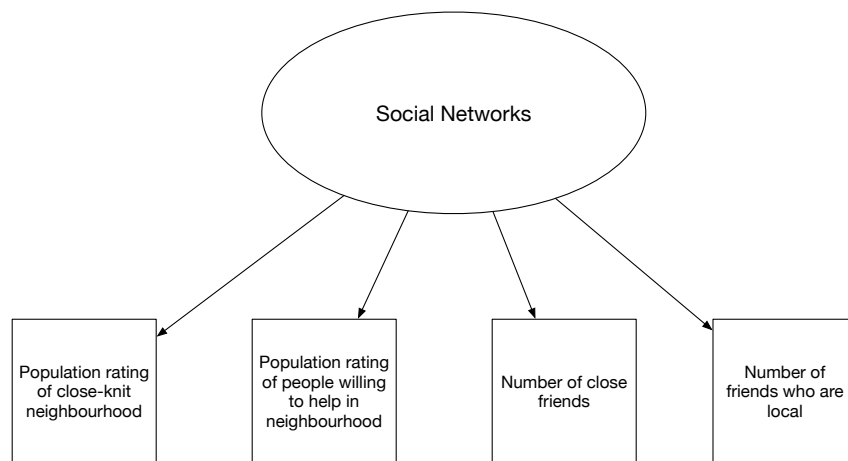 Social Networks
Population rating
of close-knit
neighbourhood
Population rating
of people willing
to help in
neighbourhood
Number of close
friends
Number of
friends who are
local